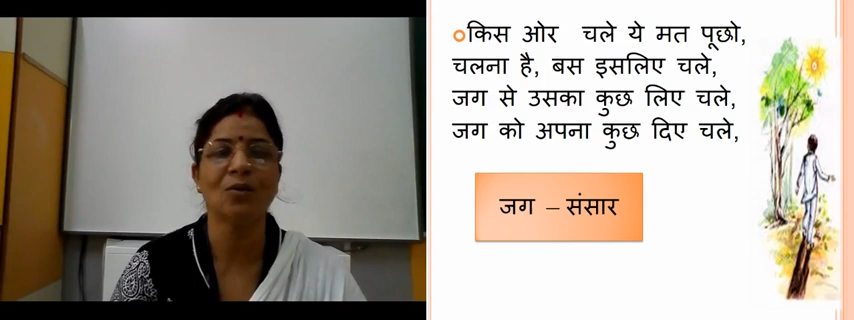 किस ओर चले ये मत पूछो,
चलना है, बस इसलिए चले,
जग से उसका कुछ लिए चले,
जग को अपना कुछ दिए चले,
जग – संसार